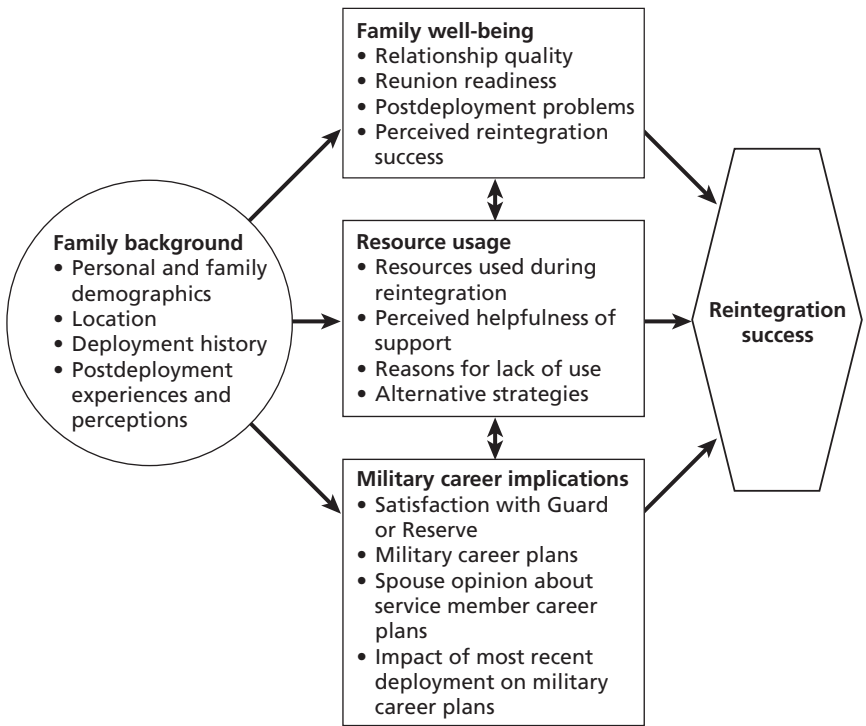 Family well-being
• Relationship quality
• Reunion readiness
• Postdeployment problems
• Perceived reintegration
success
Family background
• Personal and family
demographics
• Location
• Deployment history
• Postdeployment
experiences and
perceptions
Resource usage
• Resources used during
reintegration
• Perceived helpfulness of
support
• Reasons for lack of use
• Alternative strategies
Reintegration
success
Military career implications
• Satisfaction with Guard
or Reserve
• Military career plans
• Spouse opinion about
service member career
plans
• Impact of most recent
deployment on military
career plans